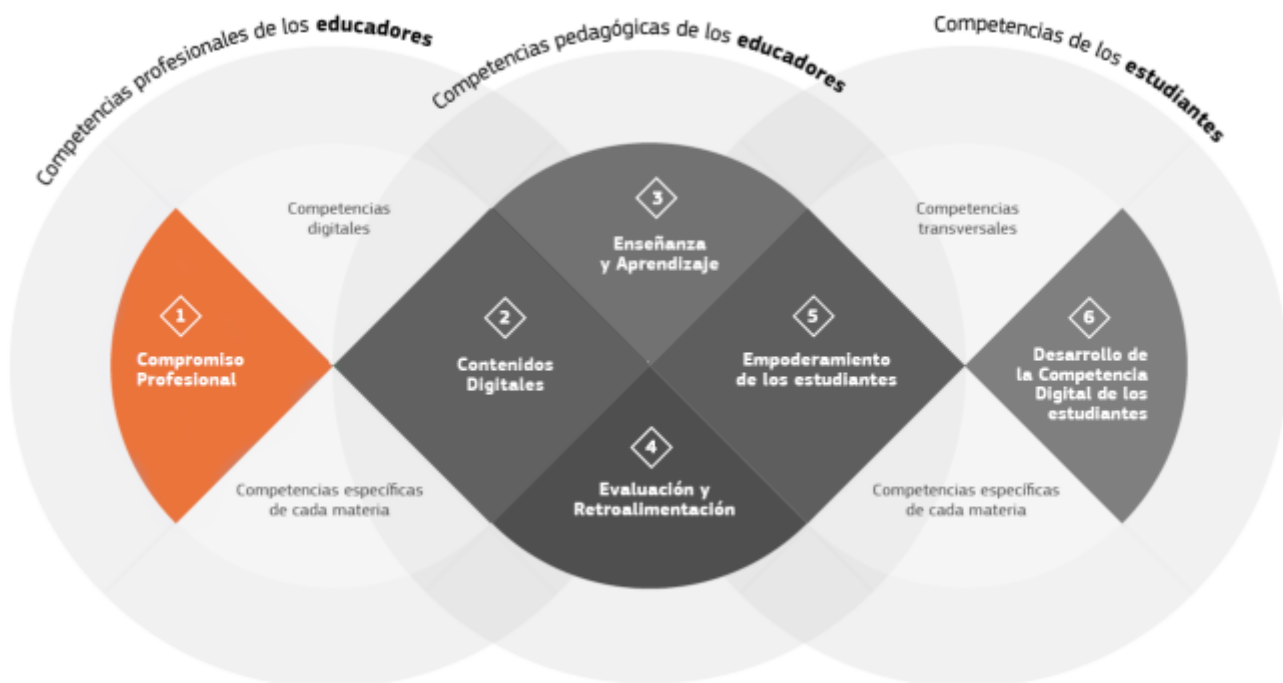 Competencias profesionales de los educadores
Competencias pedagógicas de los educadores
Competencias de los estudiantes
Competencias
digitales
Competencias
transversales
1
Compromiso
Profesional
2
Contenidos
Digitales
3
Enseñanza
y Aprendizaje
4
Evaluación y
Retroalimentación
5
Empoderamiento
de los estudiantes
6
Desarrollo de
la Competencia
Digital de los
estudiantes
Competencias específicas
de cada materia
Competencias específicas
de cada materia